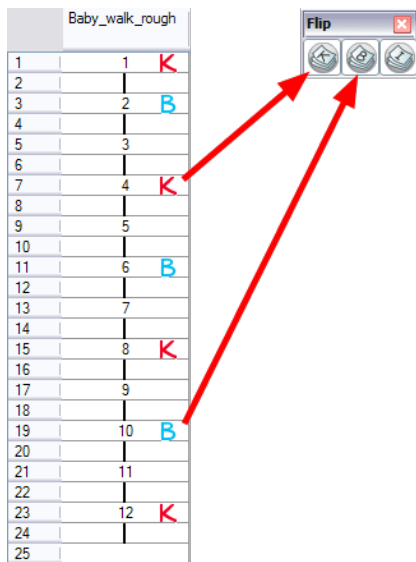 Baby_walk_rough
Flip
K B I
1 1 K
2
3 2 B
4
5 3
6
7 4 K
8
9 5
10
11 6 B
12
13 7
14
15 8 K
16
17 9
18
19 10 B
20
21 11
22
23 12 K
24
25